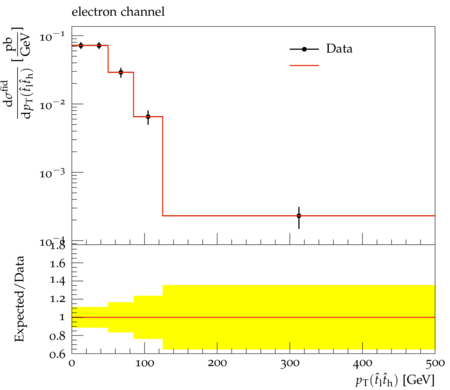 electron channel
dσ^fid / dp_T(t̂_l t̂_h) [pb / GeV]
Data
10^−1
10^−2
10^−3
10^−4
1.8
1.6
1.4
1.2
1
0.8
0.6
Expected/Data
0 100 200 300 400 500
p_T(t̂_l t̂_h) [GeV]